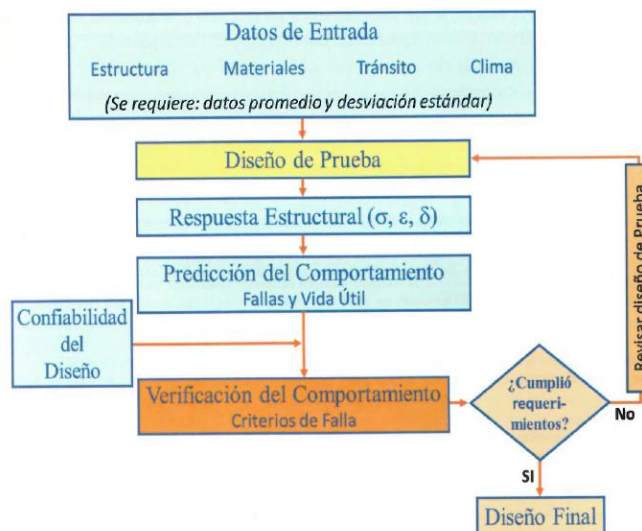 Datos de Entrada
Estructura Materiales Tránsito Clima
(Se requiere: datos promedio y desviación estándar)
Diseño de Prueba
Respuesta Estructural (σ, ε, δ)
Predicción del Comportamiento
Fallas y Vida Útil
Confiabilidad
del
Diseño
Verificación del Comportamiento
Criterios de Falla
¿Cumplió
requeri-
mientos?
No
Revisar diseño de Prueba
SI
Diseño Final